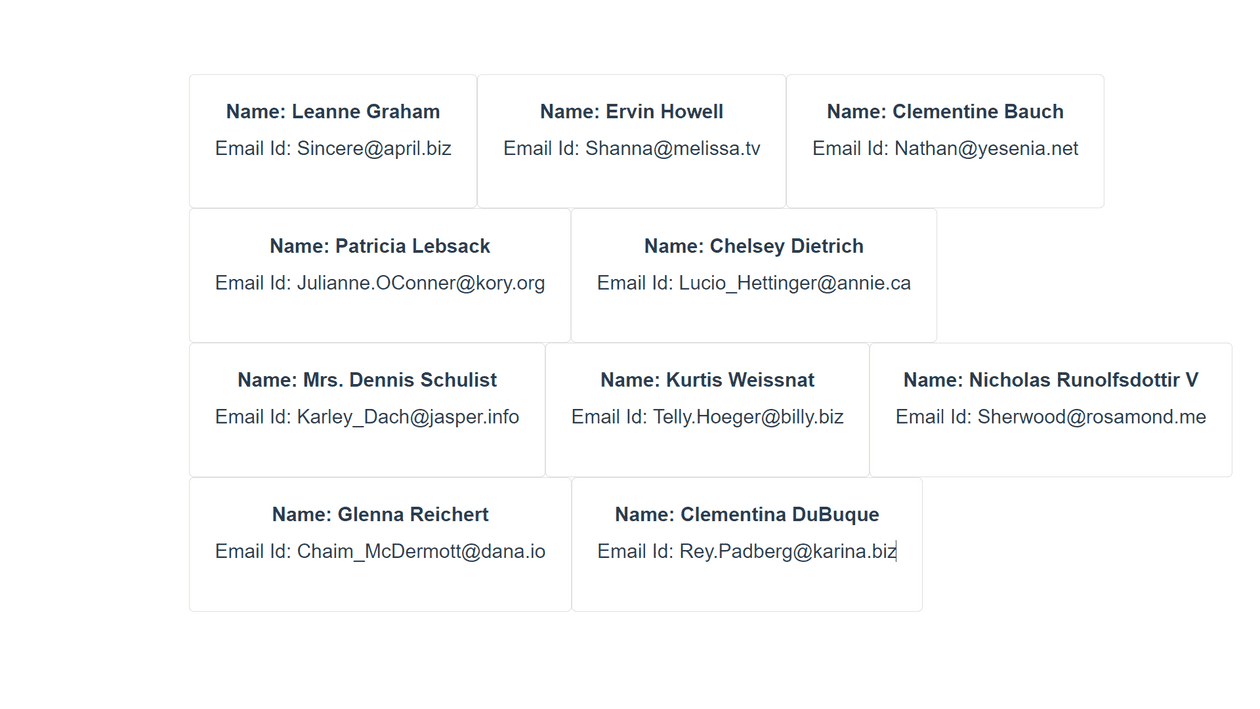 Name: Leanne Graham
Email Id: Sincere@april.biz
Name: Ervin Howell
Email Id: Shanna@melissa.tv
Name: Clementine Bauch
Email Id: Nathan@yesenia.net
Name: Patricia Lebsack
Email Id: Julianne.OConner@kory.org
Name: Chelsey Dietrich
Email Id: Lucio_Hettinger@annie.ca
Name: Mrs. Dennis Schulist
Email Id: Karley_Dach@jasper.info
Name: Kurtis Weissnat
Email Id: Telly.Hoeger@billy.biz
Name: Nicholas Runolfsdottir V
Email Id: Sherwood@rosamond.me
Name: Glenna Reichert
Email Id: Chaim_McDermott@dana.io
Name: Clementina DuBuque
Email Id: Rey.Padberg@karina.biz